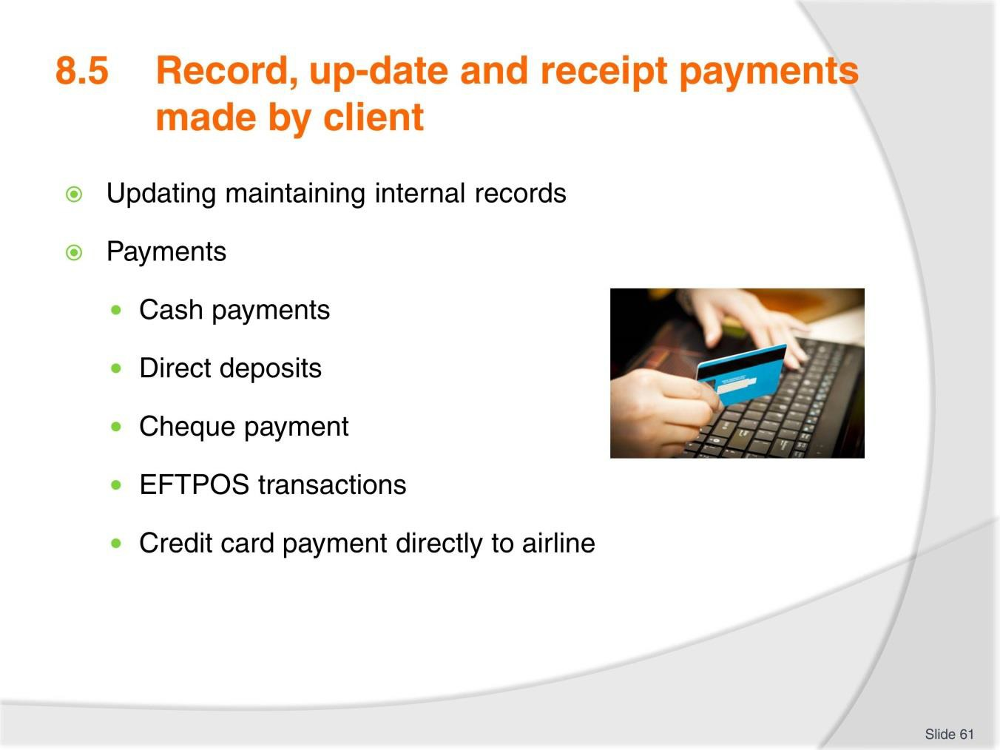 8.5 Record, up-date and receipt payments
made by client
Updating maintaining internal records
Payments
Cash payments
Direct deposits
Cheque payment
EFTPOS transactions
Credit card payment directly to airline
Slide 61